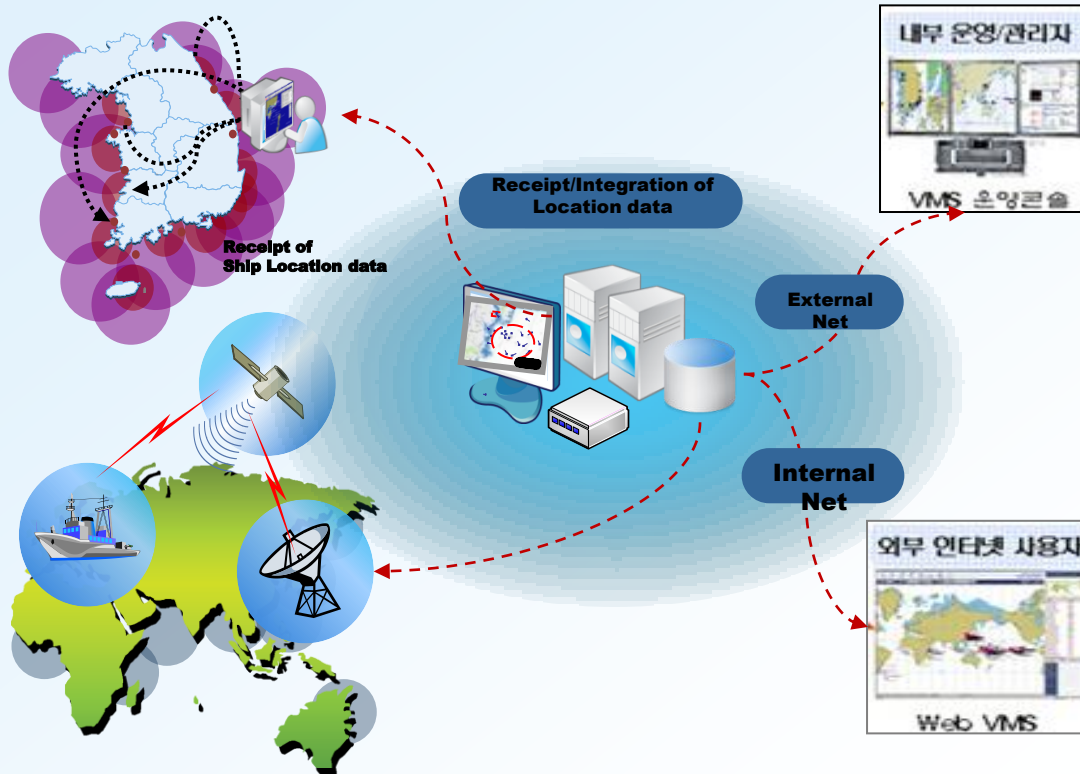 내부 운영/관리자
VMS 운영콘솔
Receipt/Integration of
Location data
Receipt of
Ship Location data
External
Net
Internal
Net
외부 인터넷 사용자
Web VMS